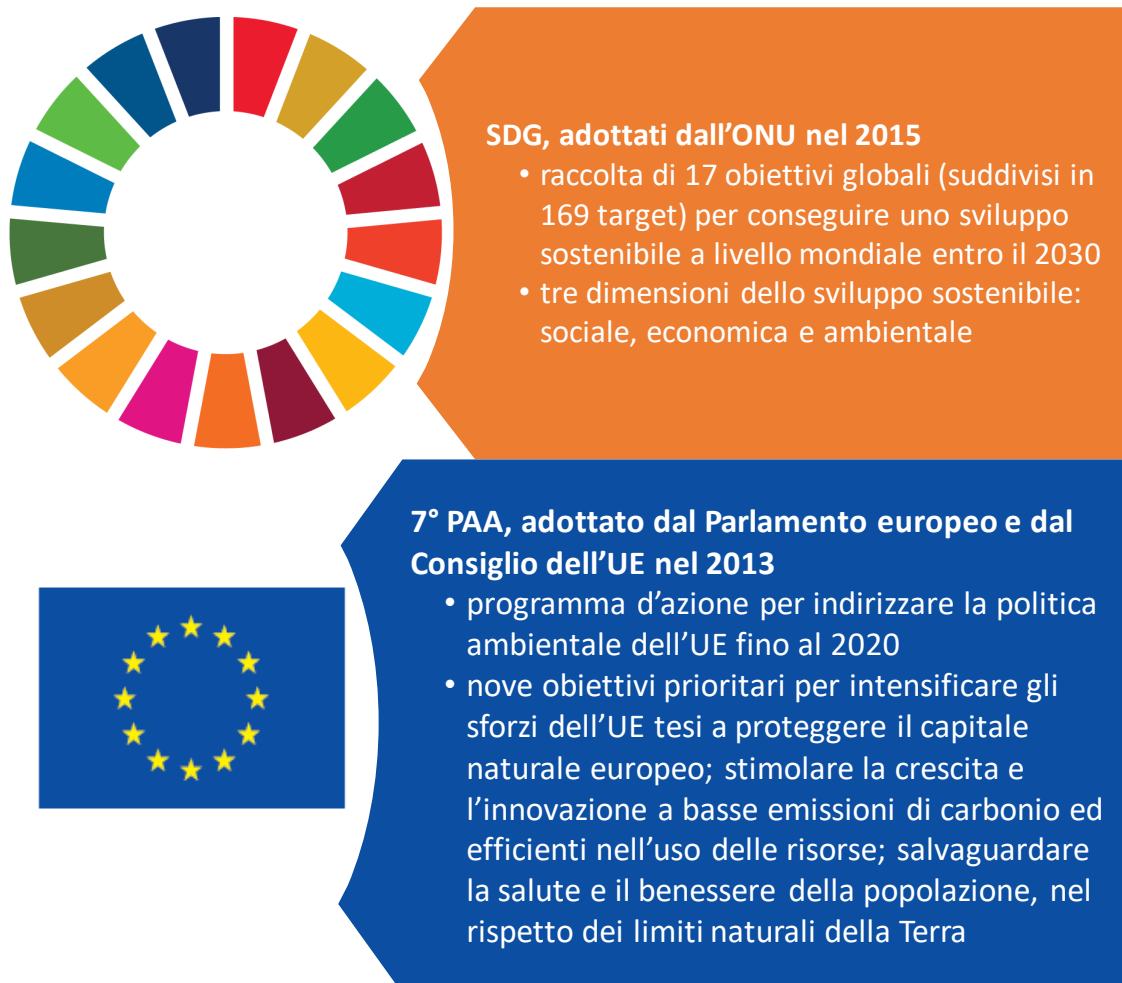 SDG, adottati dall’ONU nel 2015
• raccolta di 17 obiettivi globali (suddivisi in
169 target) per conseguire uno sviluppo
sostenibile a livello mondiale entro il 2030
• tre dimensioni dello sviluppo sostenibile:
sociale, economica e ambientale
7° PAA, adottato dal Parlamento europeo e dal
Consiglio dell’UE nel 2013
• programma d’azione per indirizzare la politica
ambientale dell’UE fino al 2020
• nove obiettivi prioritari per intensificare gli
sforzi dell’UE tesi a proteggere il capitale
naturale europeo; stimolare la crescita e
l’innovazione a basse emissioni di carbonio ed
efficienti nell’uso delle risorse; salvaguardare
la salute e il benessere della popolazione, nel
rispetto dei limiti naturali della Terra